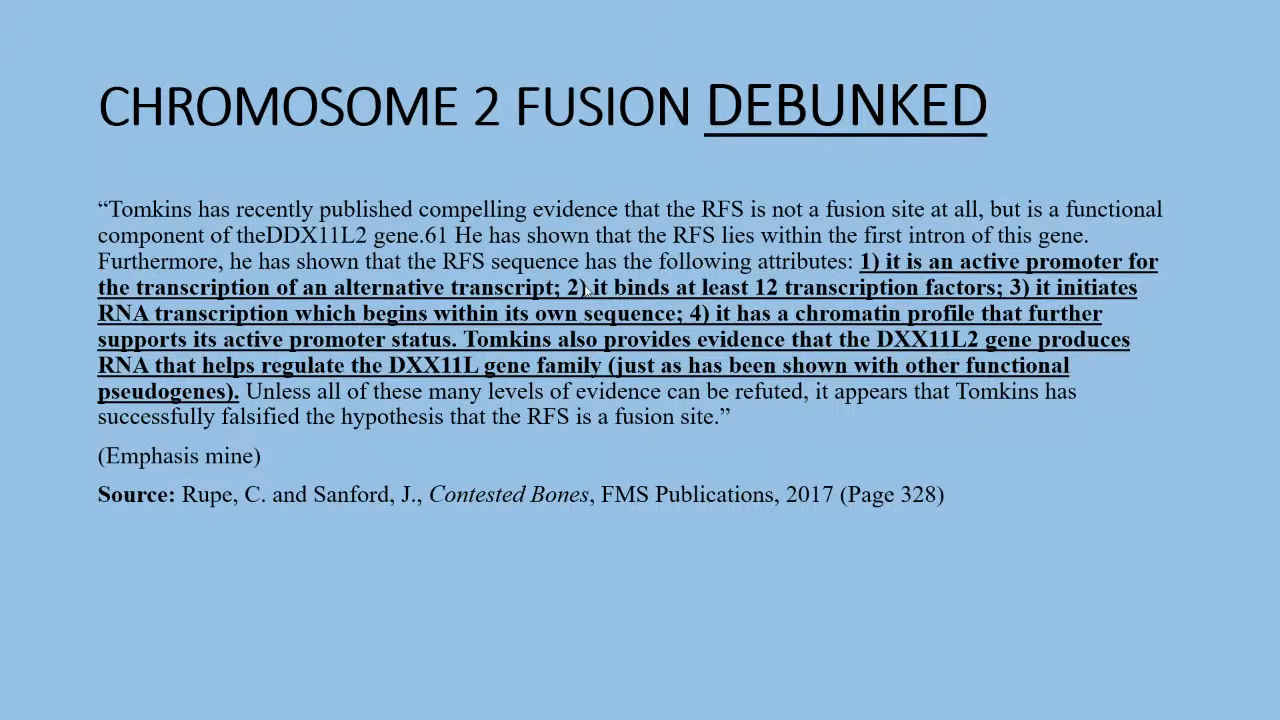 CHROMOSOME 2 FUSION DEBUNKED
“Tomkins has recently published compelling evidence that the RFS is not a fusion site at all, but is a functional
component of theDDX11L2 gene.61 He has shown that the RFS lies within the first intron of this gene.
Furthermore, he has shown that the RFS sequence has the following attributes: 1) it is an active promoter for
the transcription of an alternative transcript; 2) it binds at least 12 transcription factors; 3) it initiates
RNA transcription which begins within its own sequence; 4) it has a chromatin profile that further
supports its active promoter status. Tomkins also provides evidence that the DXX11L2 gene produces
RNA that helps regulate the DXX11L gene family (just as has been shown with other functional
pseudogenes). Unless all of these many levels of evidence can be refuted, it appears that Tomkins has
successfully falsified the hypothesis that the RFS is a fusion site.”
(Emphasis mine)
Source: Rupe, C. and Sanford, J., Contested Bones, FMS Publications, 2017 (Page 328)